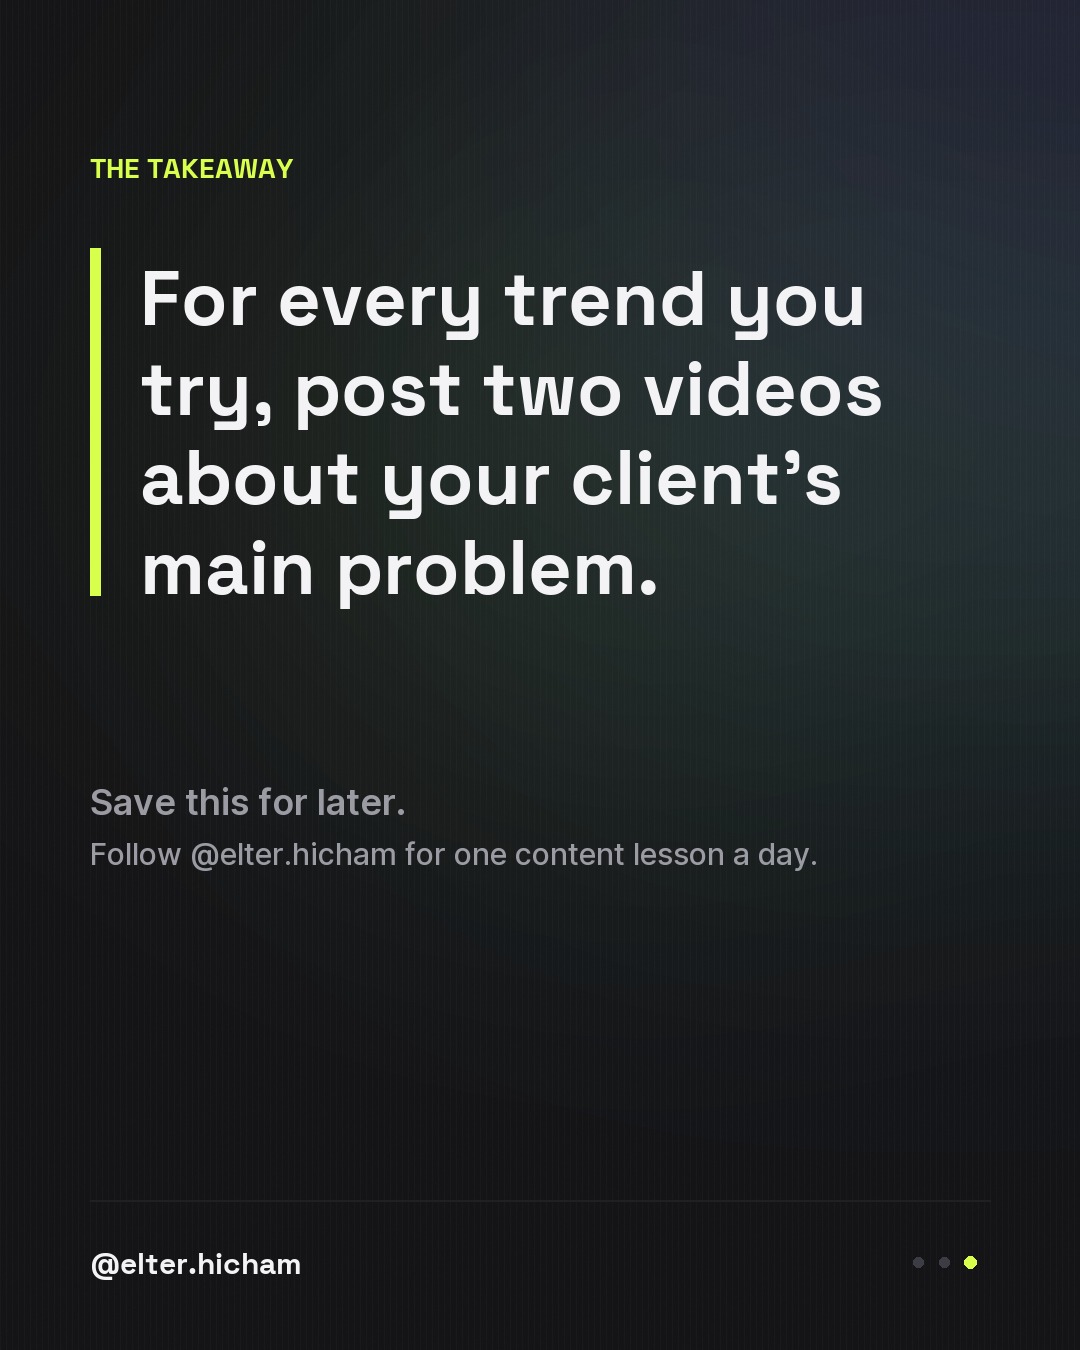 THE TAKEAWAY
For every trend you
try, post two videos
about your client’s
main problem.
Save this for later.
Follow @elter.hicham for one content lesson a day.
@elter.hicham